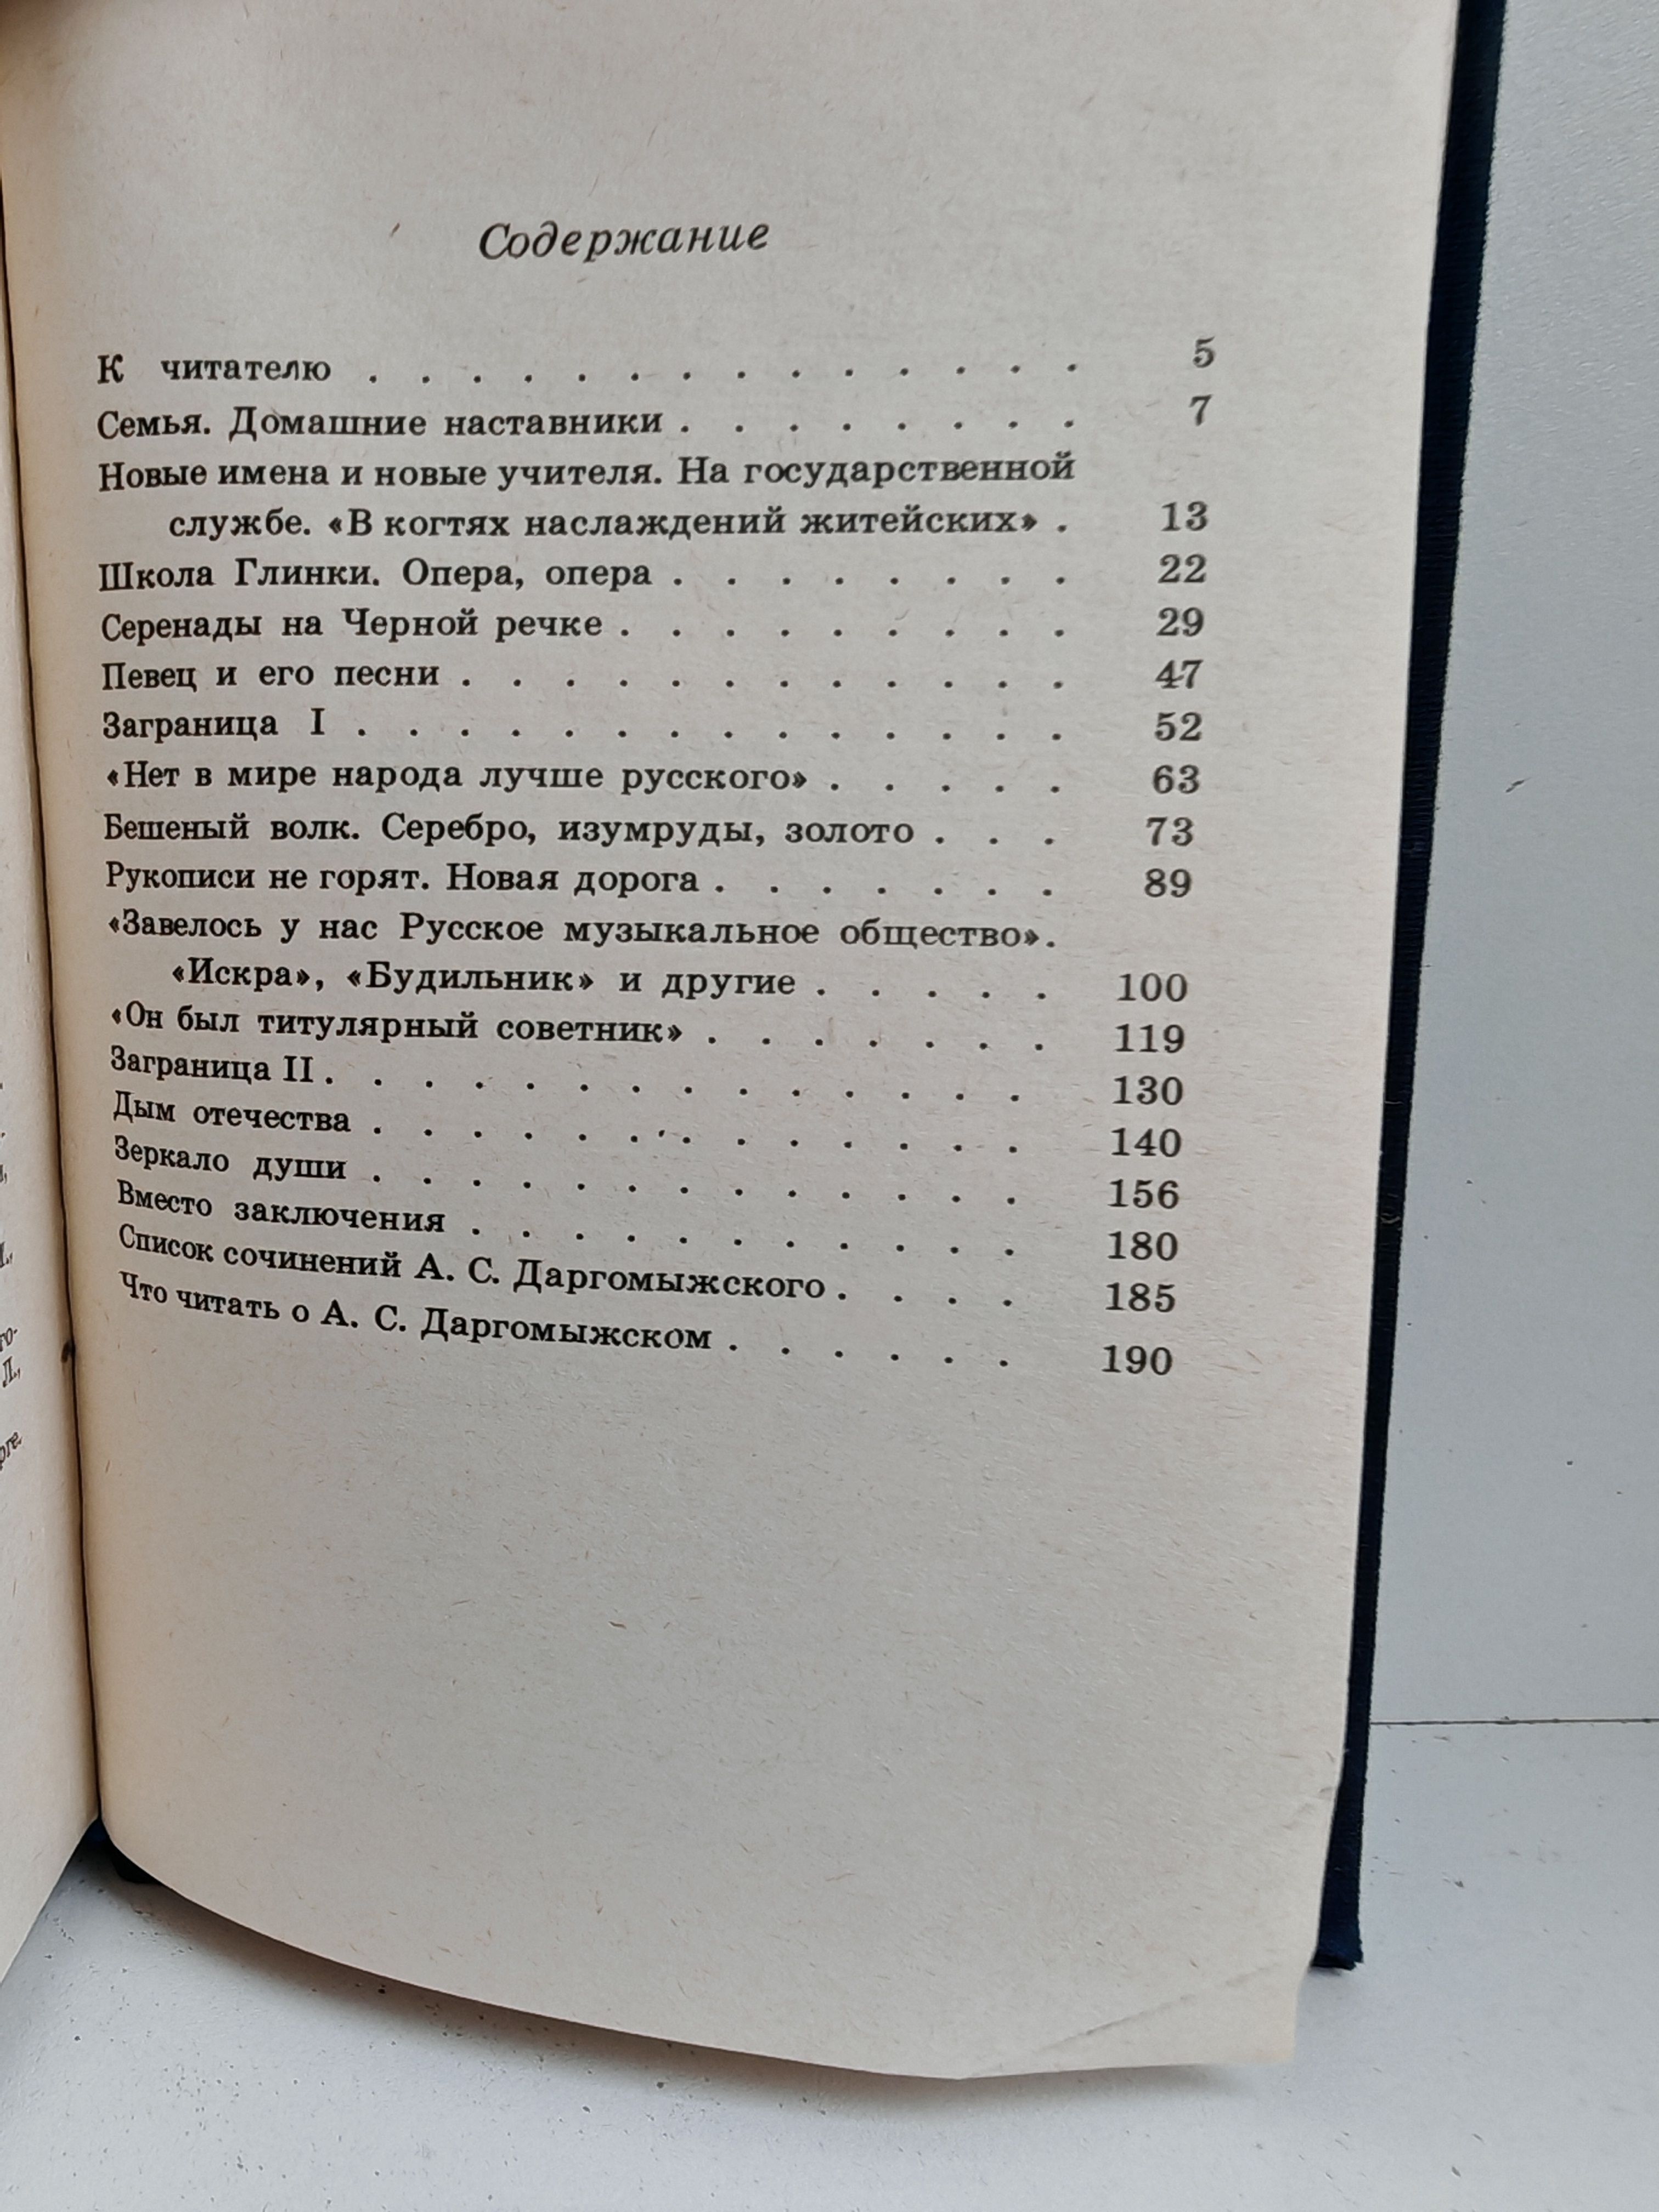 Содержание
К читателю . . . . . . . . . . . . . . 5
Семья. Домашние наставники . . . . . . . . 7
Новые имена и новые учителя. На государственной
службе. «В когтях наслаждений житейских» . 13
Школа Глинки. Опера, опера . . . . . . . . 22
Серенады на Черной речке . . . . . . . . . 29
Певец и его песни . . . . . . . . . . . . 47
Заграница I . . . . . . . . . . . . . . 52
«Нет в мире народа лучше русского» . . . . . 63
Бешеный волк. Серебро, изумруды, золото . . . 73
Рукописи не горят. Новая дорога . . . . . . . 89
«Завелось у нас Русское музыкальное общество».
«Искра», «Будильник» и другие . . . . . 100
«Он был титулярный советник» . . . . . . . 119
Заграница II . . . . . . . . . . . . . . 130
Дым отечества . . . . . . . . . . . . . 140
Зеркало души . . . . . . . . . . . . . 156
Вместо заключения . . . . . . . . . . . 180
Список сочинений А. С. Даргомыжского . . . . 185
Что читать о А. С. Даргомыжском . . . . . . 190